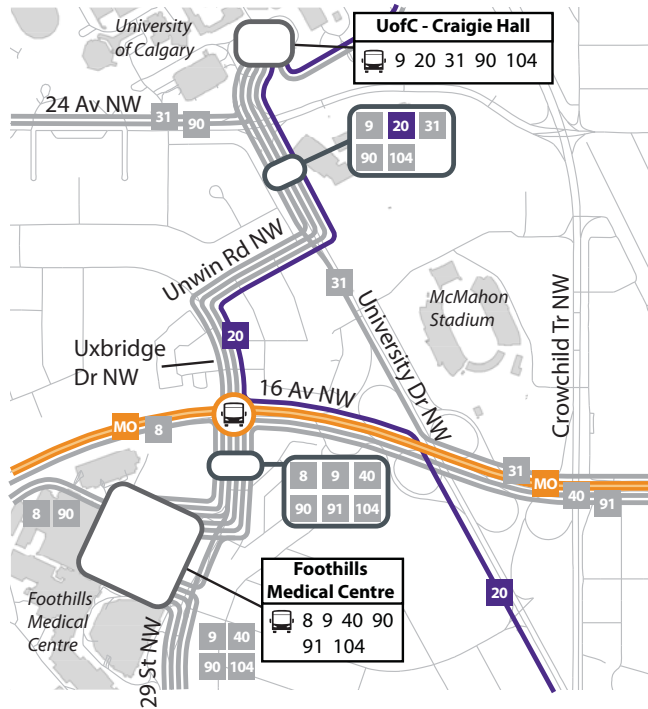 University
of Calgary
UofC - Craigie Hall
9 20 31 90 104
24 Av NW
31
90
9 20 31
90 104
Unwin Rd NW
31
University Dr NW
McMahon
Stadium
Crowchild Tr NW
20
Uxbridge
Dr NW
16 Av NW
MO
8
8 9 40
90 91 104
31
MO
40
91
8 90
Foothills
Medical Centre
8 9 40 90
91 104
20
Foothills
Medical
Centre
29 St NW
9 40
90 104